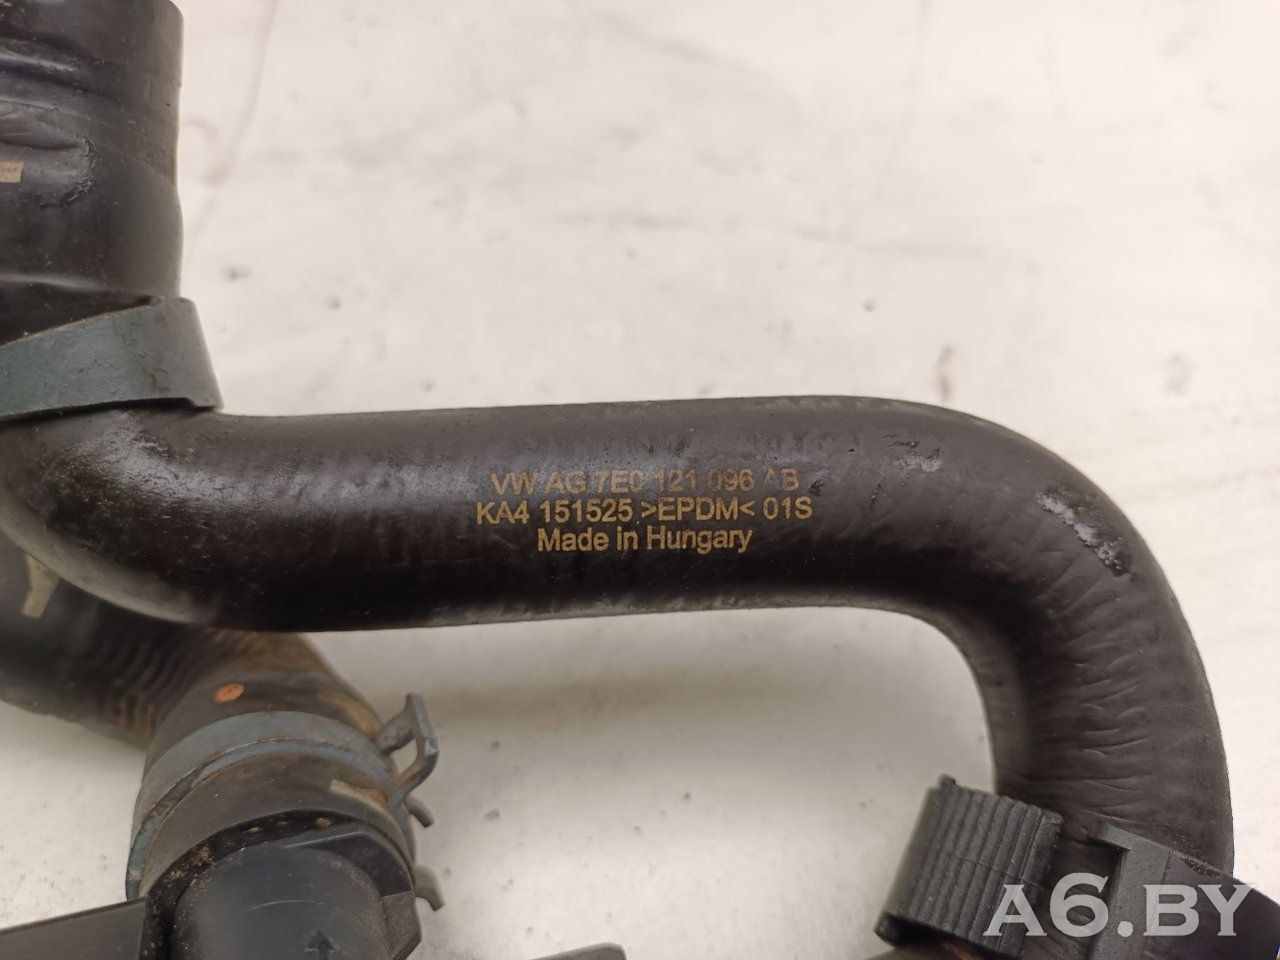 VW AG 7E0 121 096 AB
KA4 151525 >EPDM< 01S
Made in Hungary
A6.BY